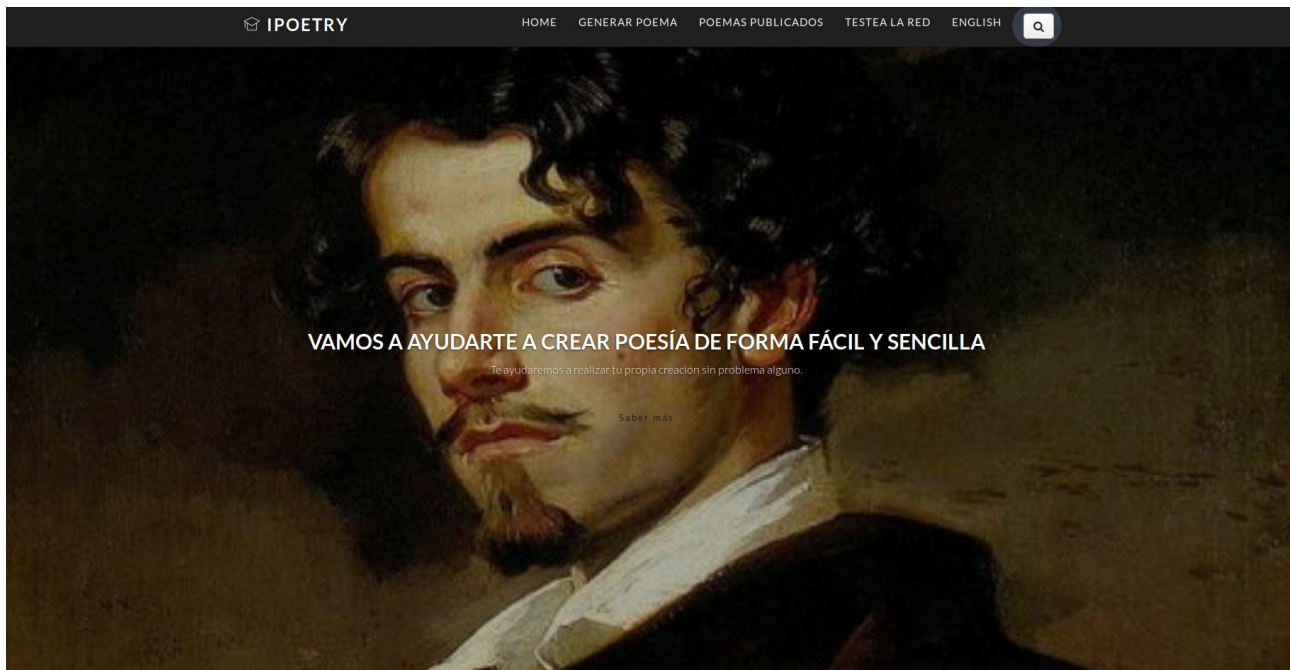 IPOETRY
HOME GENERAR POEMA POEMAS PUBLICADOS TESTEA LA RED ENGLISH
VAMOS A AYUDARTE A CREAR POESÍA DE FORMA FÁCIL Y SENCILLA
Te ayudaremos a realizar tu propia creación sin problema alguno.
Saber más